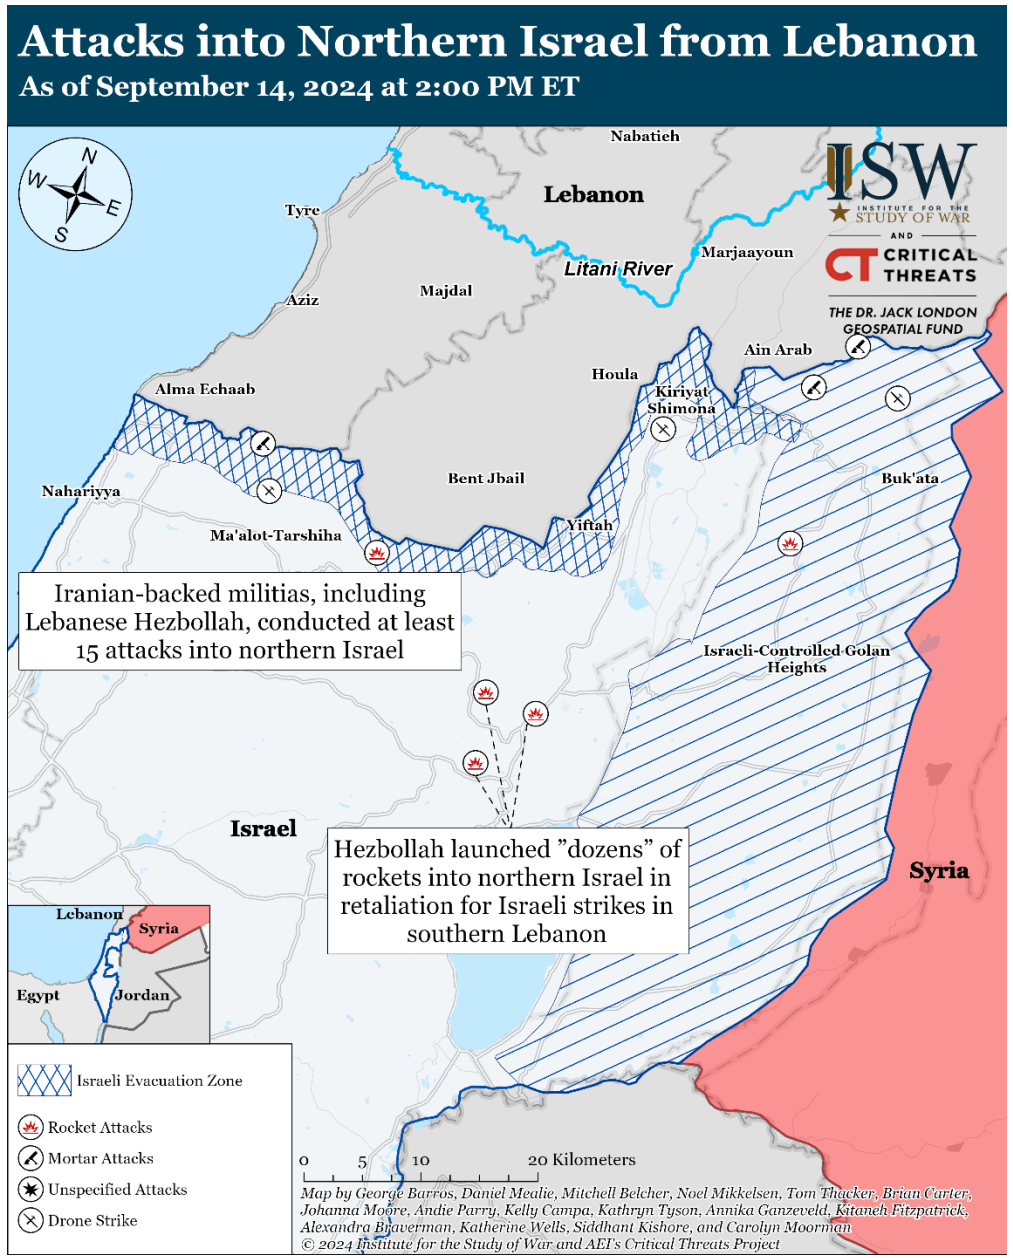 Attacks into Northern Israel from Lebanon
As of September 14, 2024 at 2:00 PM ET
N
W
E
S
Nabatieh
Lebanon
ISW
INSTITUTE FOR THE
STUDY OF WAR
AND
CT CRITICAL
THREATS
THE DR. JACK LONDON
GEOSPATIAL FUND
Tyre
Marjaayoun
Litani River
Majdal
Aziz
Ain Arab
Houla
Alma Echaab
Kiriyat
Shimona
Bent Jbail
Buk'ata
Nahariyya
Yiftah
Ma'alot-Tarshiha
Iranian-backed militias, including
Lebanese Hezbollah, conducted at least
15 attacks into northern Israel
Israeli-Controlled Golan
Heights
Israel
Hezbollah launched ”dozens” of
rockets into northern Israel in
retaliation for Israeli strikes in
southern Lebanon
Syria
Lebanon
Syria
Egypt
Jordan
Israeli Evacuation Zone
Rocket Attacks
Mortar Attacks
Unspecified Attacks
Drone Strike
0 5 10 20 Kilometers
Map by George Barros, Daniel Mealie, Mitchell Belcher, Noel Mikkelsen, Tom Thacker, Brian Carter,
Johanna Moore, Andie Parry, Kelly Campa, Kathryn Tyson, Annika Ganzeveld, Kitaneh Fitzpatrick,
Alexandra Braverman, Katherine Wells, Siddhant Kishore, and Carolyn Moorman
© 2024 Institute for the Study of War and AEI's Critical Threats Project